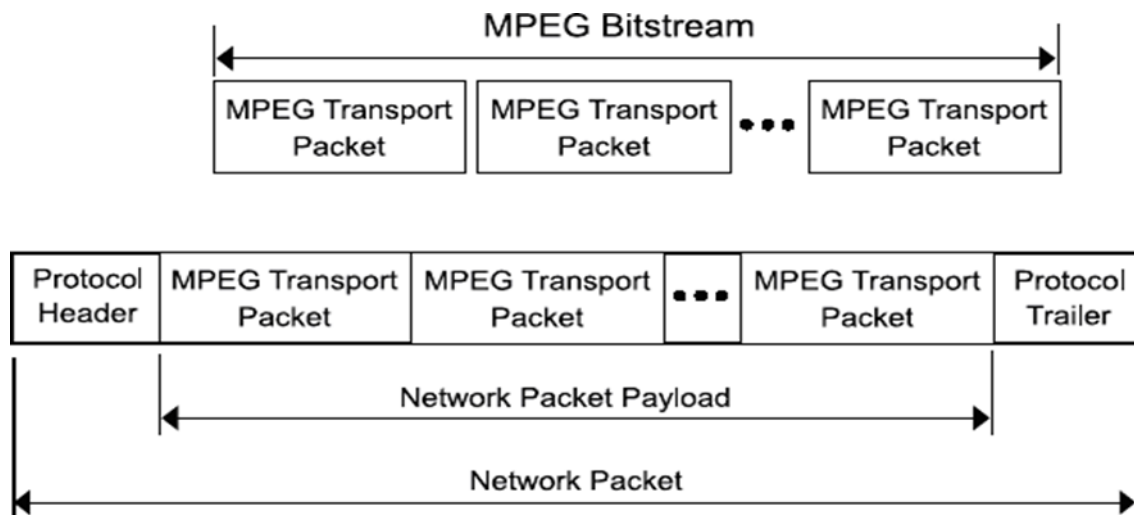 MPEG Bitstream
MPEG Transport
Packet
MPEG Transport
Packet
MPEG Transport
Packet
Protocol
Header
MPEG Transport
Packet
MPEG Transport
Packet
MPEG Transport
Packet
Protocol
Trailer
Network Packet Payload
Network Packet